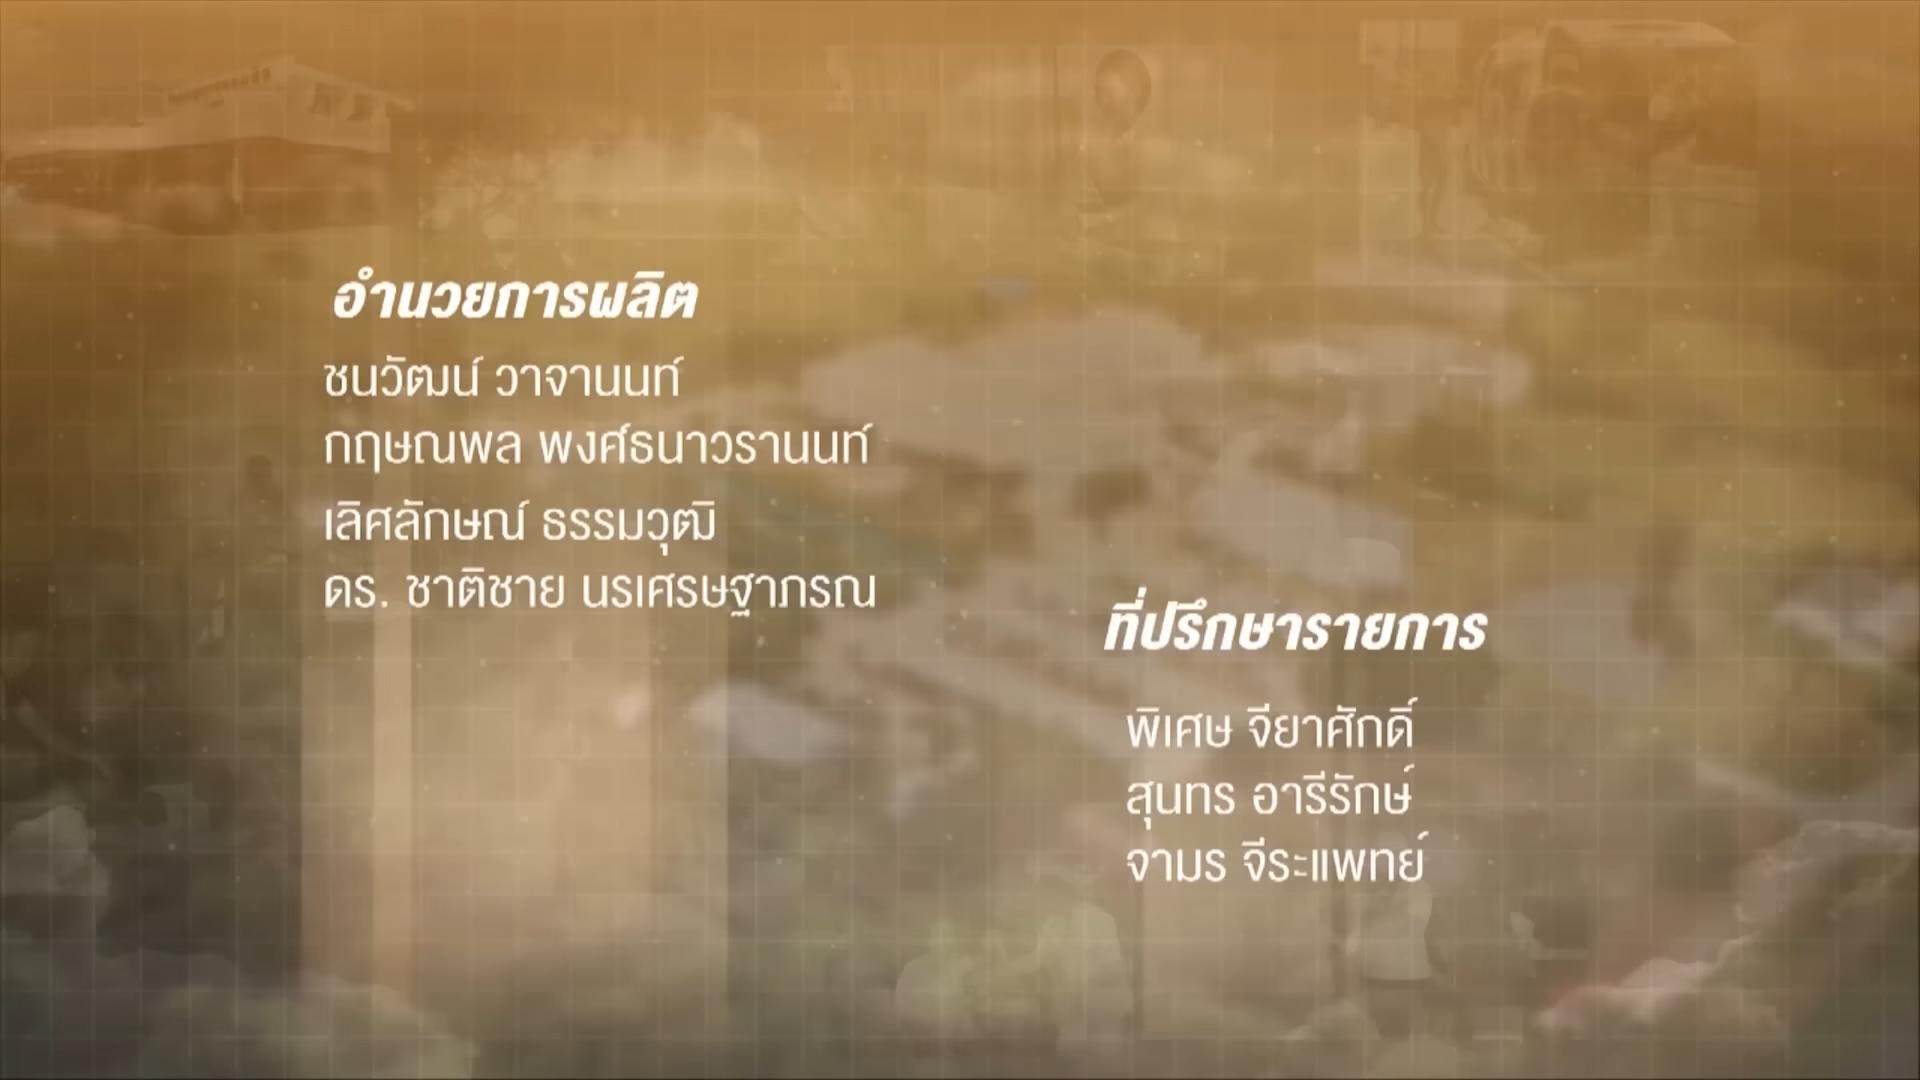 อำนวยการผลิต
ชนวัฒน์ วาจานนท์
กฤษณพล พงศ์ธนาวรานนท์
เลิศลักษณ์ ธรรมวุฒิ
ดร. ชาติชาย นรเศรษฐาภรณ
ที่ปรึกษารายการ
พิเศษ จียาศักดิ์
สุนทร อารีรักษ์
จามร จีระแพทย์